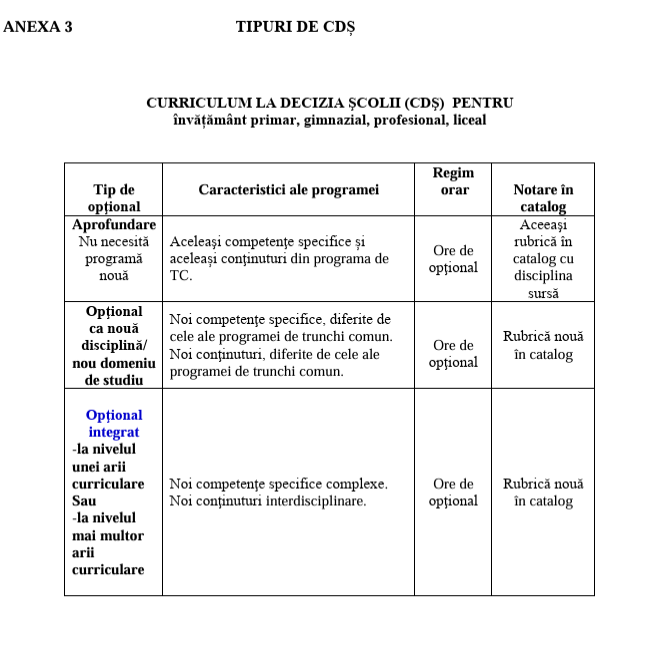 ANEXA 3 TIPURI DE CDȘ
CURRICULUM LA DECIZIA ȘCOLII (CDȘ) PENTRU
învățământ primar, gimnazial, profesional, liceal
Tip de
opțional
Caracteristici ale programei
Regim
orar
Notare în
catalog
Aprofundare
Nu necesită
programă
nouă
Aceleași competențe specifice și
aceleași conținuturi din programa de
TC.
Ore de
opțional
Aceeași
rubrică în
catalog cu
disciplina
sursă
Opțional
ca nouă
disciplină/
nou domeniu
de studiu
Noi competențe specifice, diferite de
cele ale programei de trunchi comun.
Noi conținuturi, diferite de cele ale
programei de trunchi comun.
Ore de
opțional
Rubrică nouă
în catalog
Opțional
integrat
-la nivelul
unei arii
curriculare
Sau
-la nivelul
mai multor
arii
curriculare
Noi competențe specifice complexe.
Noi conținuturi interdisciplinare.
Ore de
opțional
Rubrică nouă
în catalog